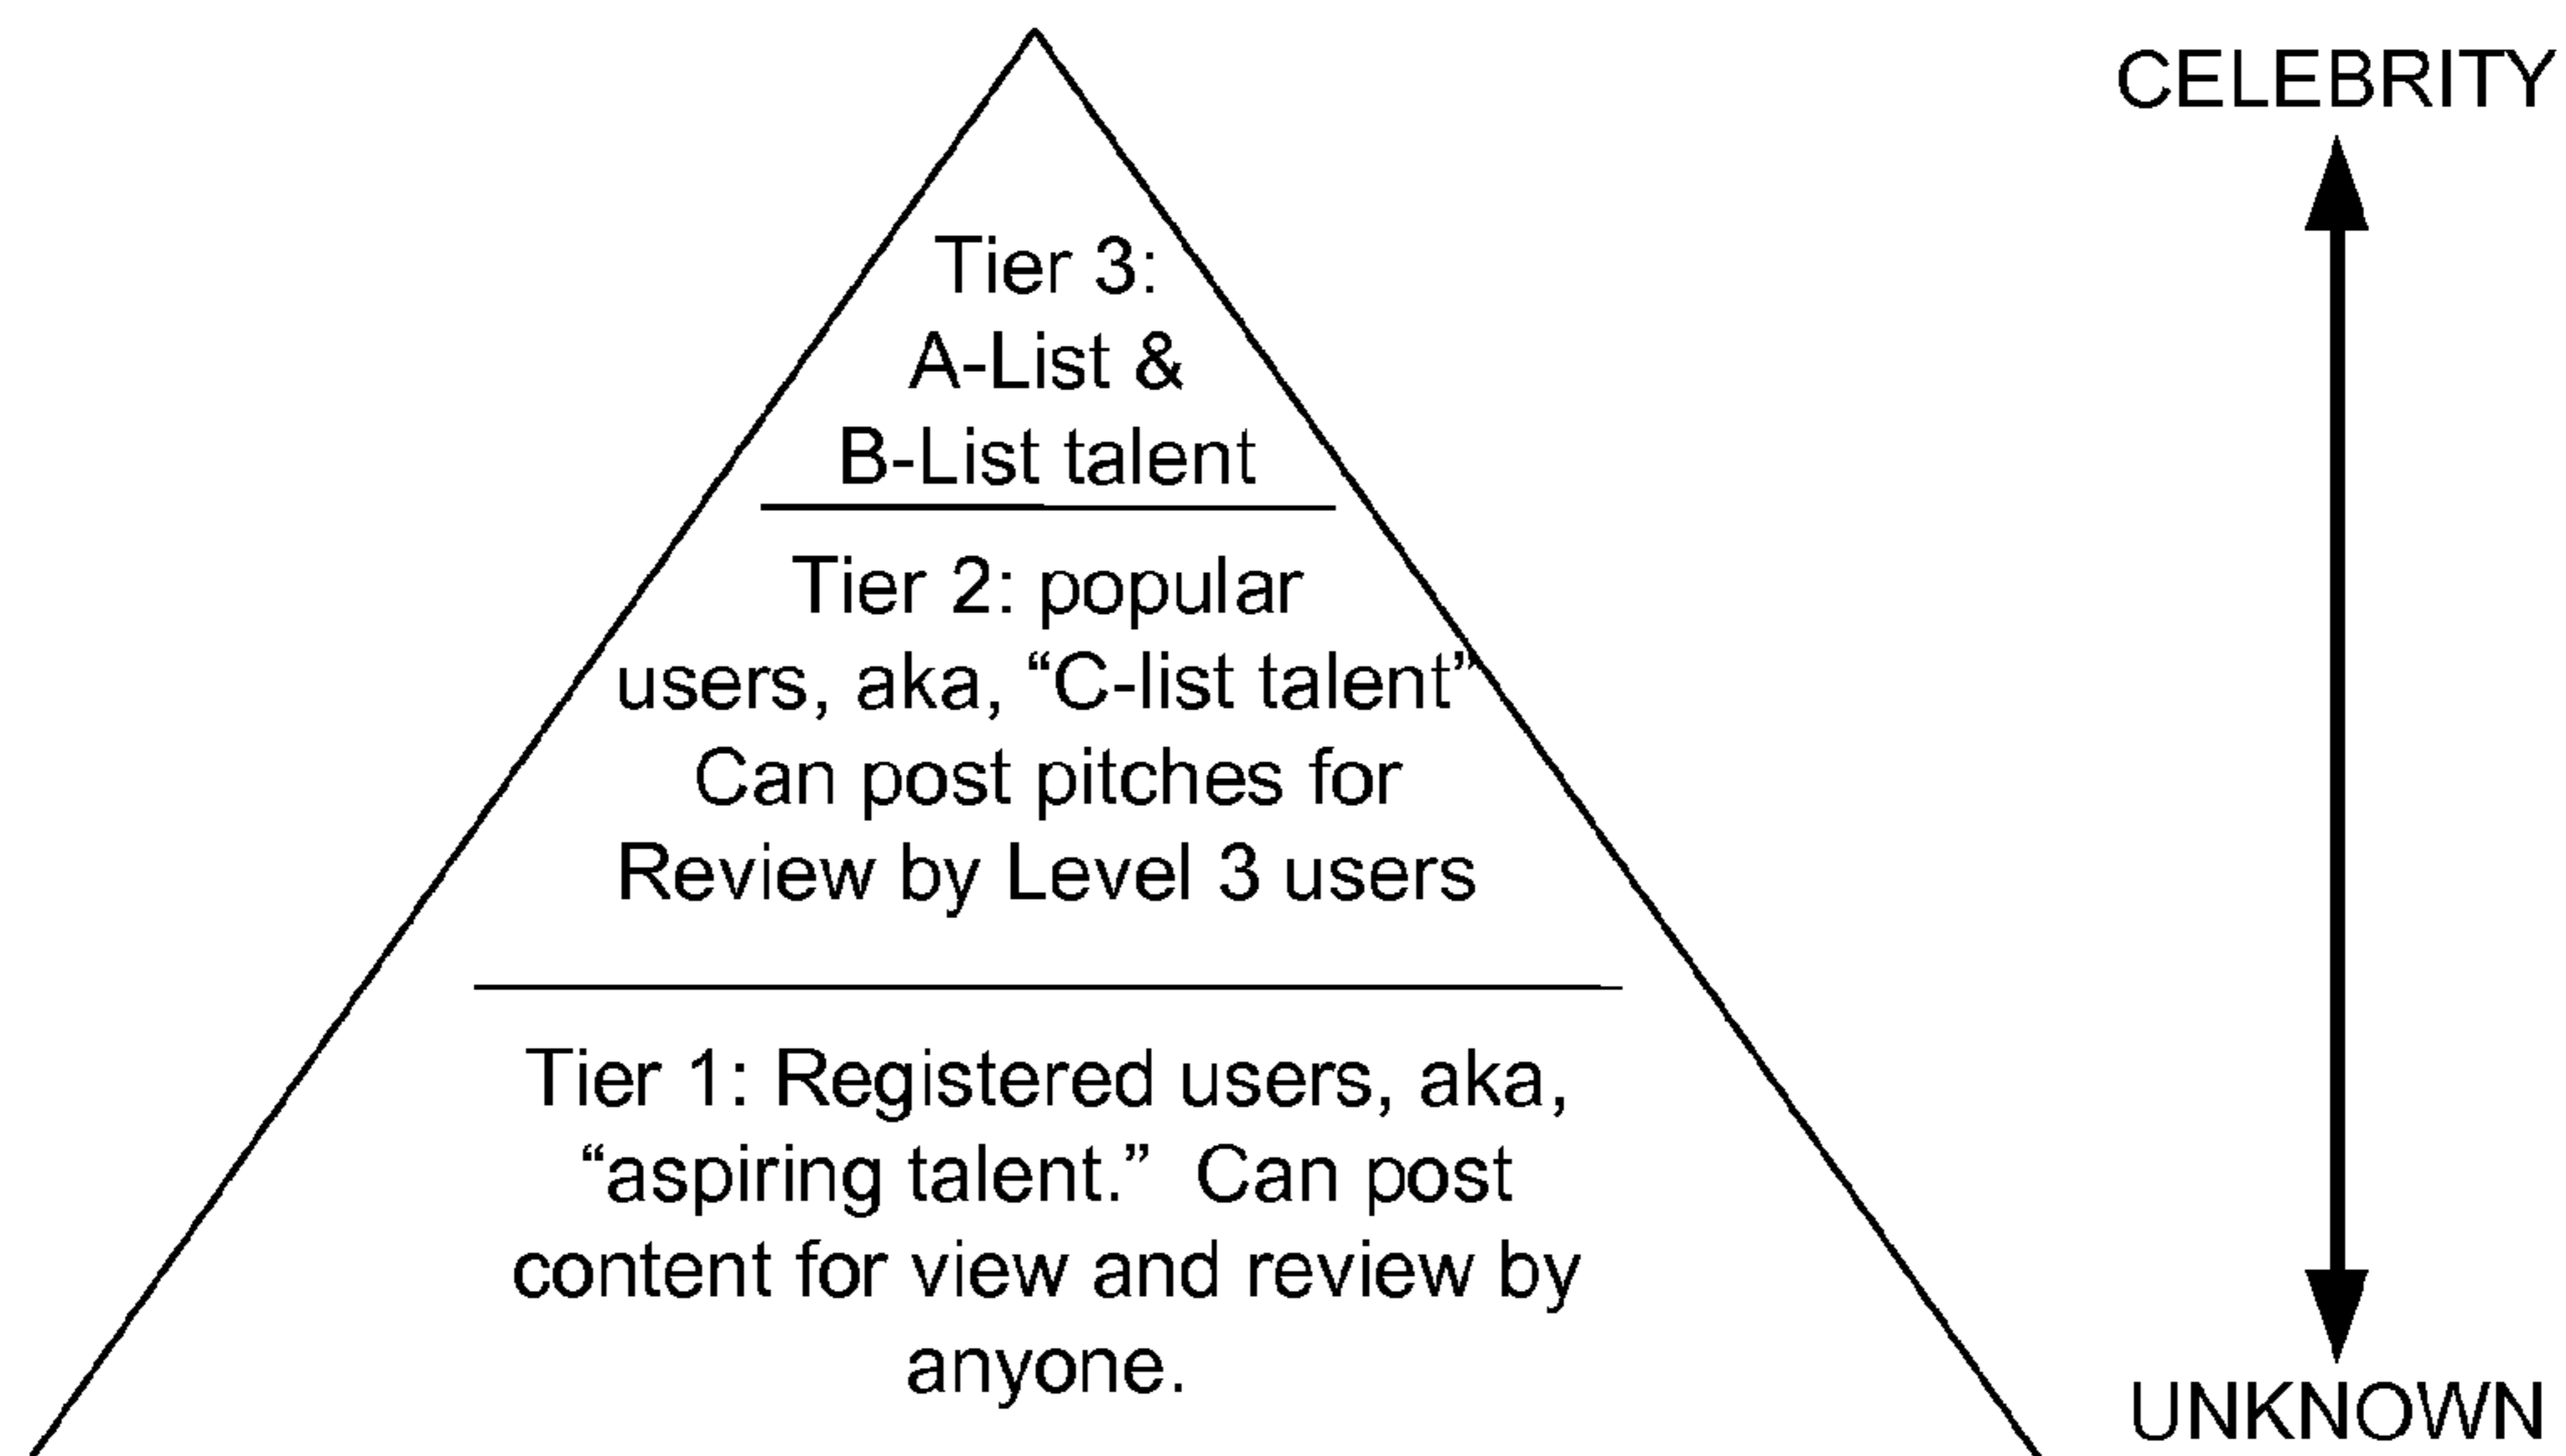 Tier 3:
A-List &
B-List talent
Tier 2: popular
users, aka, “C-list talent”
Can post pitches for
Review by Level 3 users
Tier 1: Registered users, aka,
“aspiring talent.”  Can post
content for view and review by
anyone.
CELEBRITY
UNKNOWN